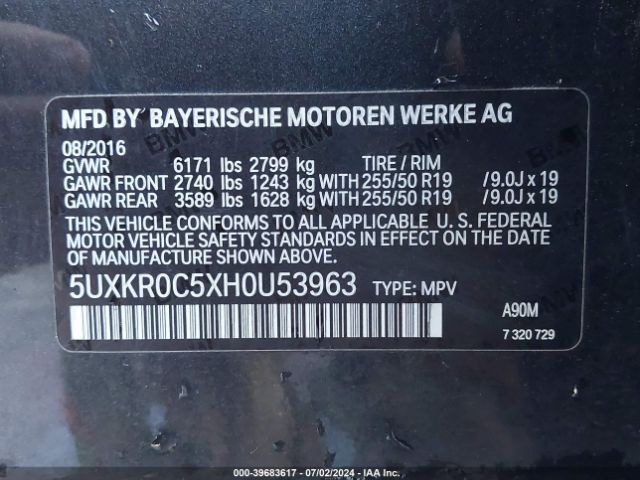 MFD BY BAYERISCHE MOTOREN WERKE AG
08/2016
GVWR 6171 lbs 2799 kg TIRE / RIM
GAWR FRONT 2740 lbs 1243 kg WITH 255/50 R19 /9.0J x 19
GAWR REAR 3589 lbs 1628 kg WITH 255/50 R19 /9.0J x 19
THIS VEHICLE CONFORMS TO ALL APPLICABLE U. S. FEDERAL
MOTOR VEHICLE SAFETY STANDARDS IN EFFECT ON THE
DATE OF MANUFACTURE SHOWN ABOVE.
5UXKR0C5XH0U53963 TYPE: MPV
A90M
7 320 729
000-39683617 - 07/02/2024 - IAA Inc.